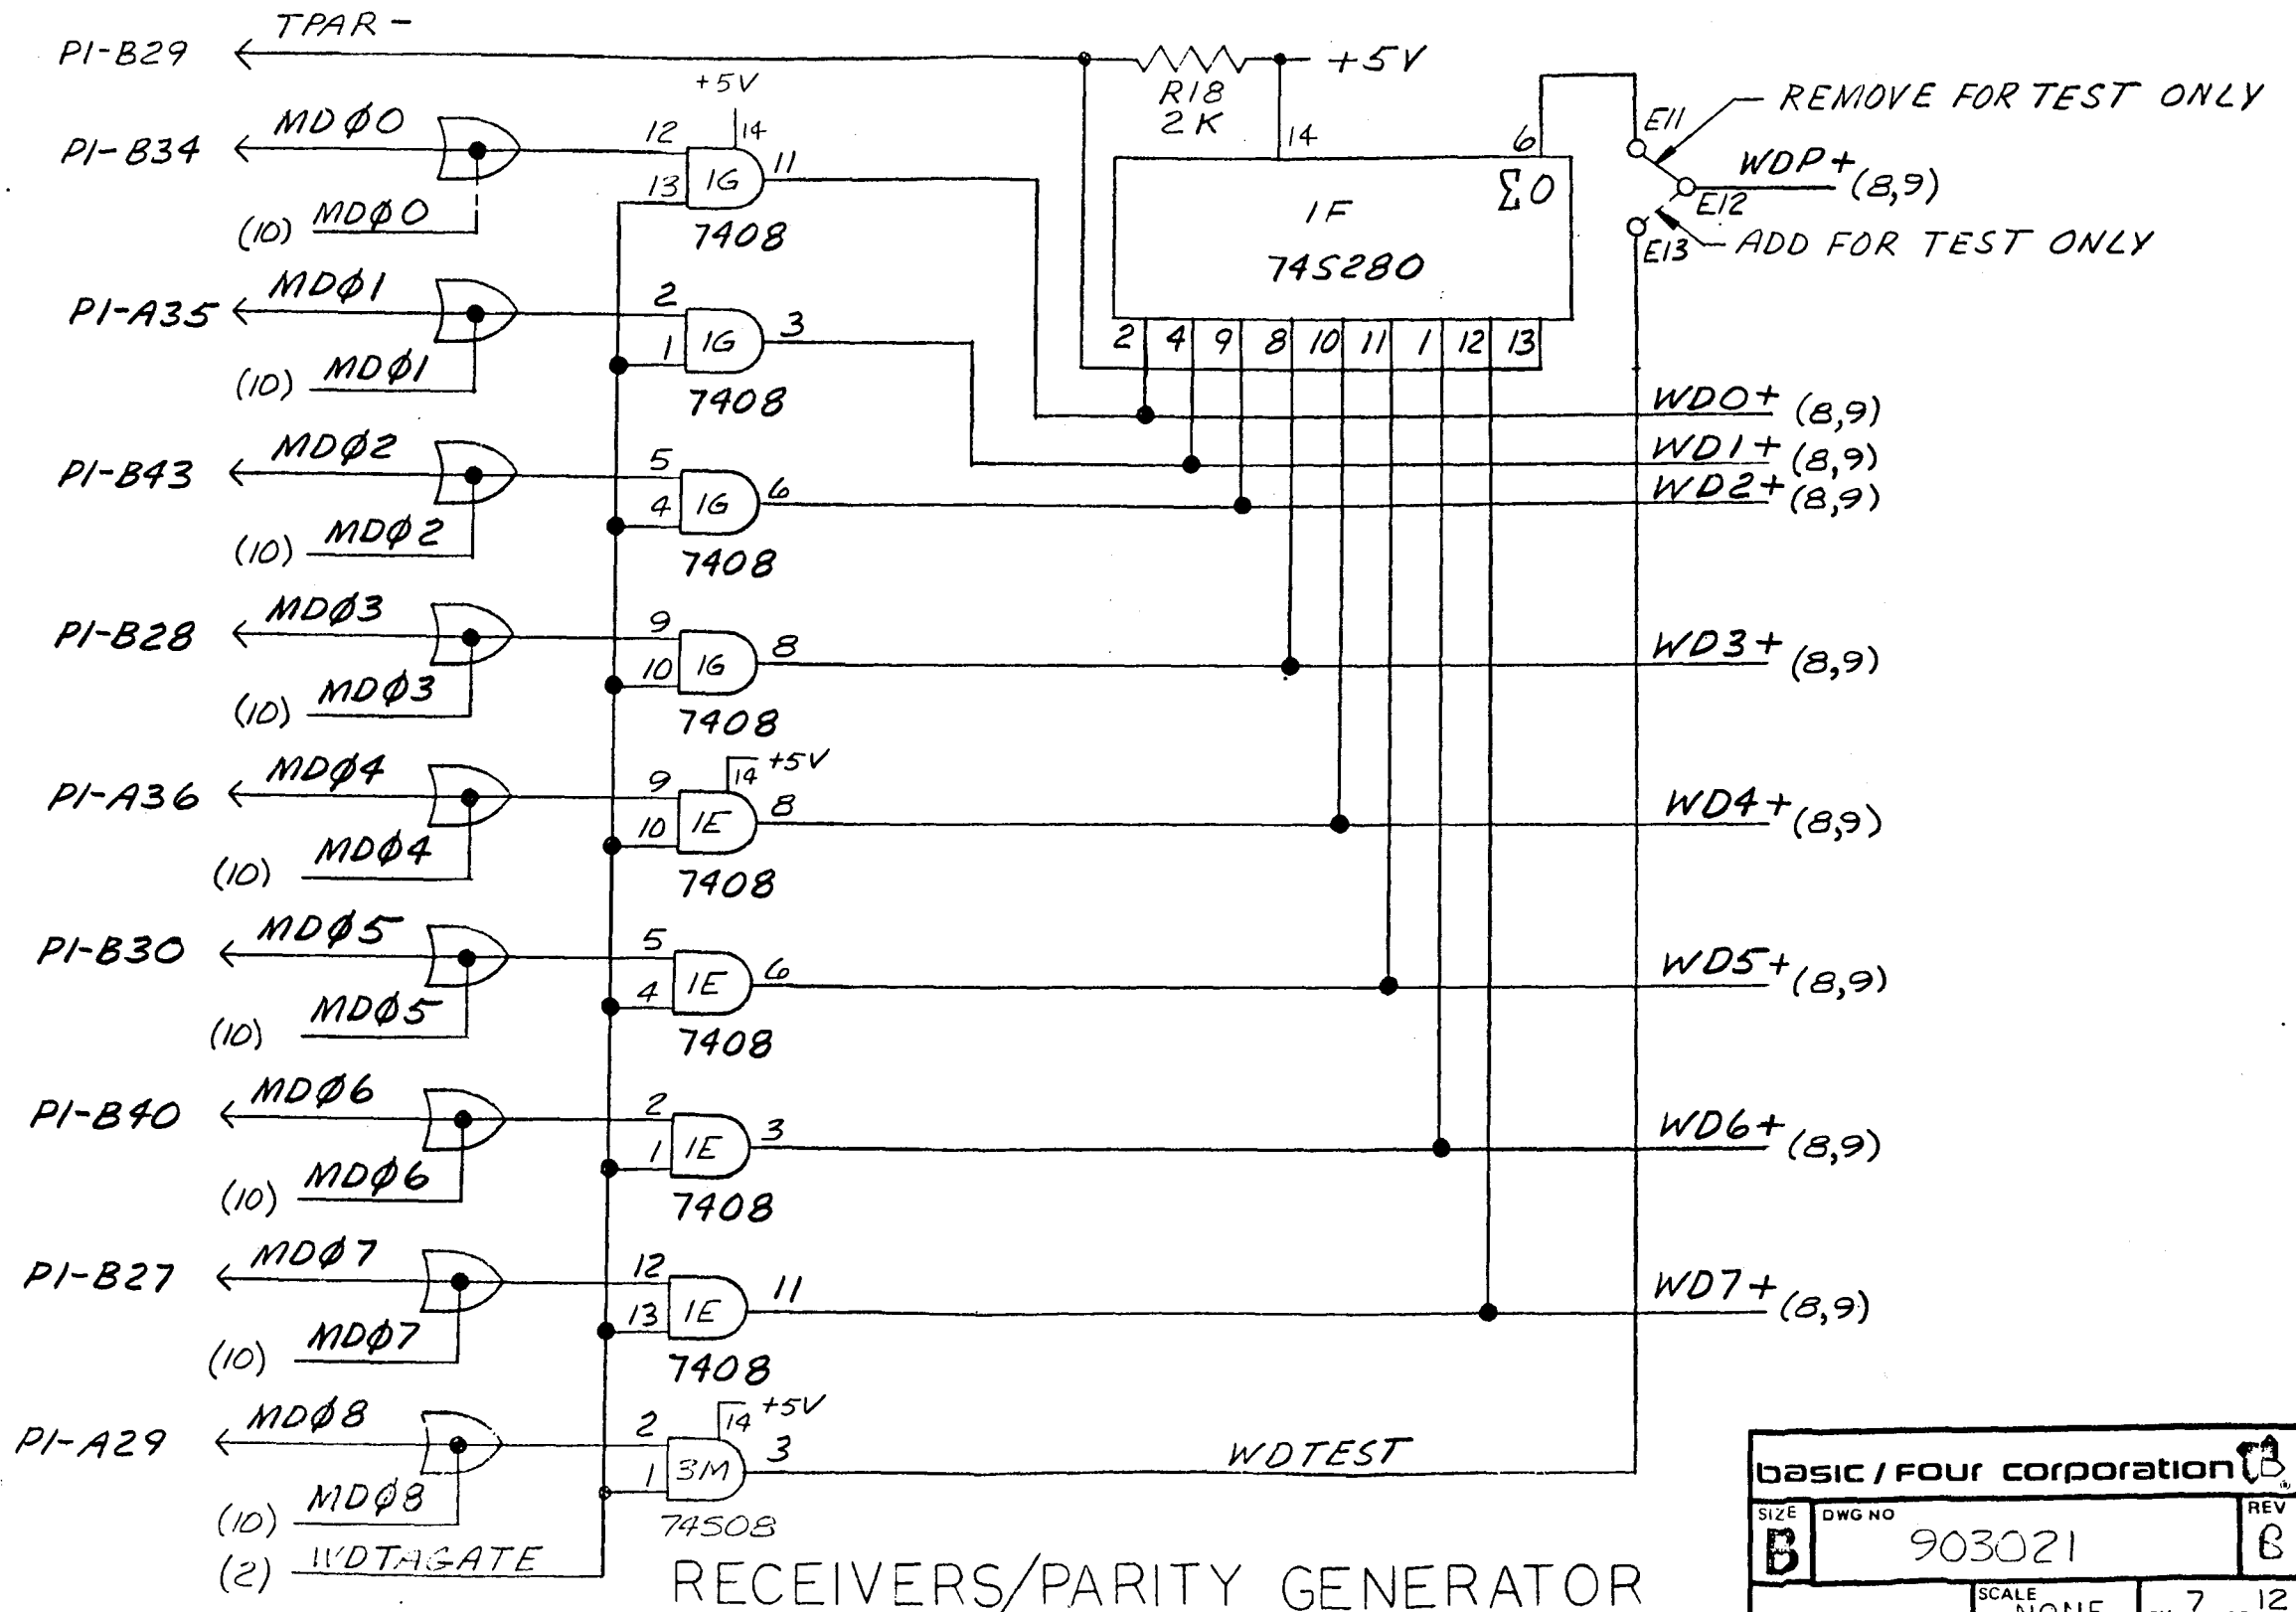 TPAR -
P1-B29
+5V
R18
2K
+5V
14
6
E11
REMOVE FOR TEST ONLY
WDP+ (8,9)
E12
E13
ADD FOR TEST ONLY
1F
74S280
ΣO
2 4 9 8 10 11 1 12 13
P1-B34 MDØ0
(10) MDØ0
12
13
14
1G
11
7408
WD0+ (8,9)
P1-A35 MDØ1
(10) MDØ1
2
1
1G
3
7408
WD1+ (8,9)
P1-B43 MDØ2
(10) MDØ2
5
4
1G
6
7408
WD2+ (8,9)
P1-B28 MDØ3
(10) MDØ3
9
10
1G
8
7408
WD3+ (8,9)
P1-A36 MDØ4
(10) MDØ4
9
10
14 +5V
1E
8
7408
WD4+ (8,9)
P1-B30 MDØ5
(10) MDØ5
5
4
1E
6
7408
WD5+ (8,9)
P1-B40 MDØ6
(10) MDØ6
2
1
1E
3
7408
WD6+ (8,9)
P1-B27 MDØ7
(10) MDØ7
12
13
1E
11
7408
WD7+ (8,9)
P1-A29 MDØ8
(10) MDØ8
2
1
14 +5V
3M
3
74S08
WDTEST
(2) WDTAGATE
RECEIVERS/PARITY GENERATOR
basic / Four corporation
SIZE
B
DWG NO
903021
REV
B
SCALE
NONE
7
12